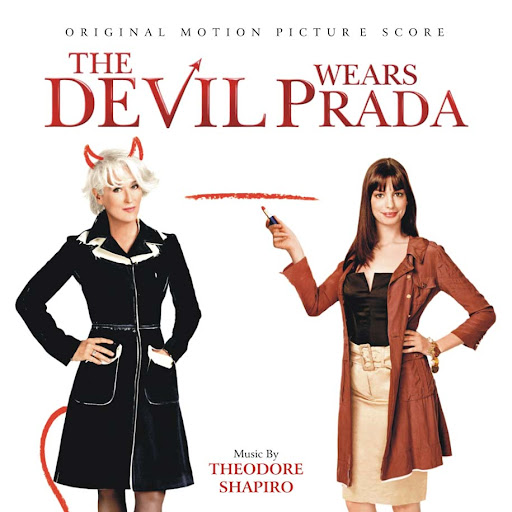 ORIGINAL MOTION PICTURE SCORE
THE
DEVIL
WEARS
PRADA
Music By
THEODORE
SHAPIRO